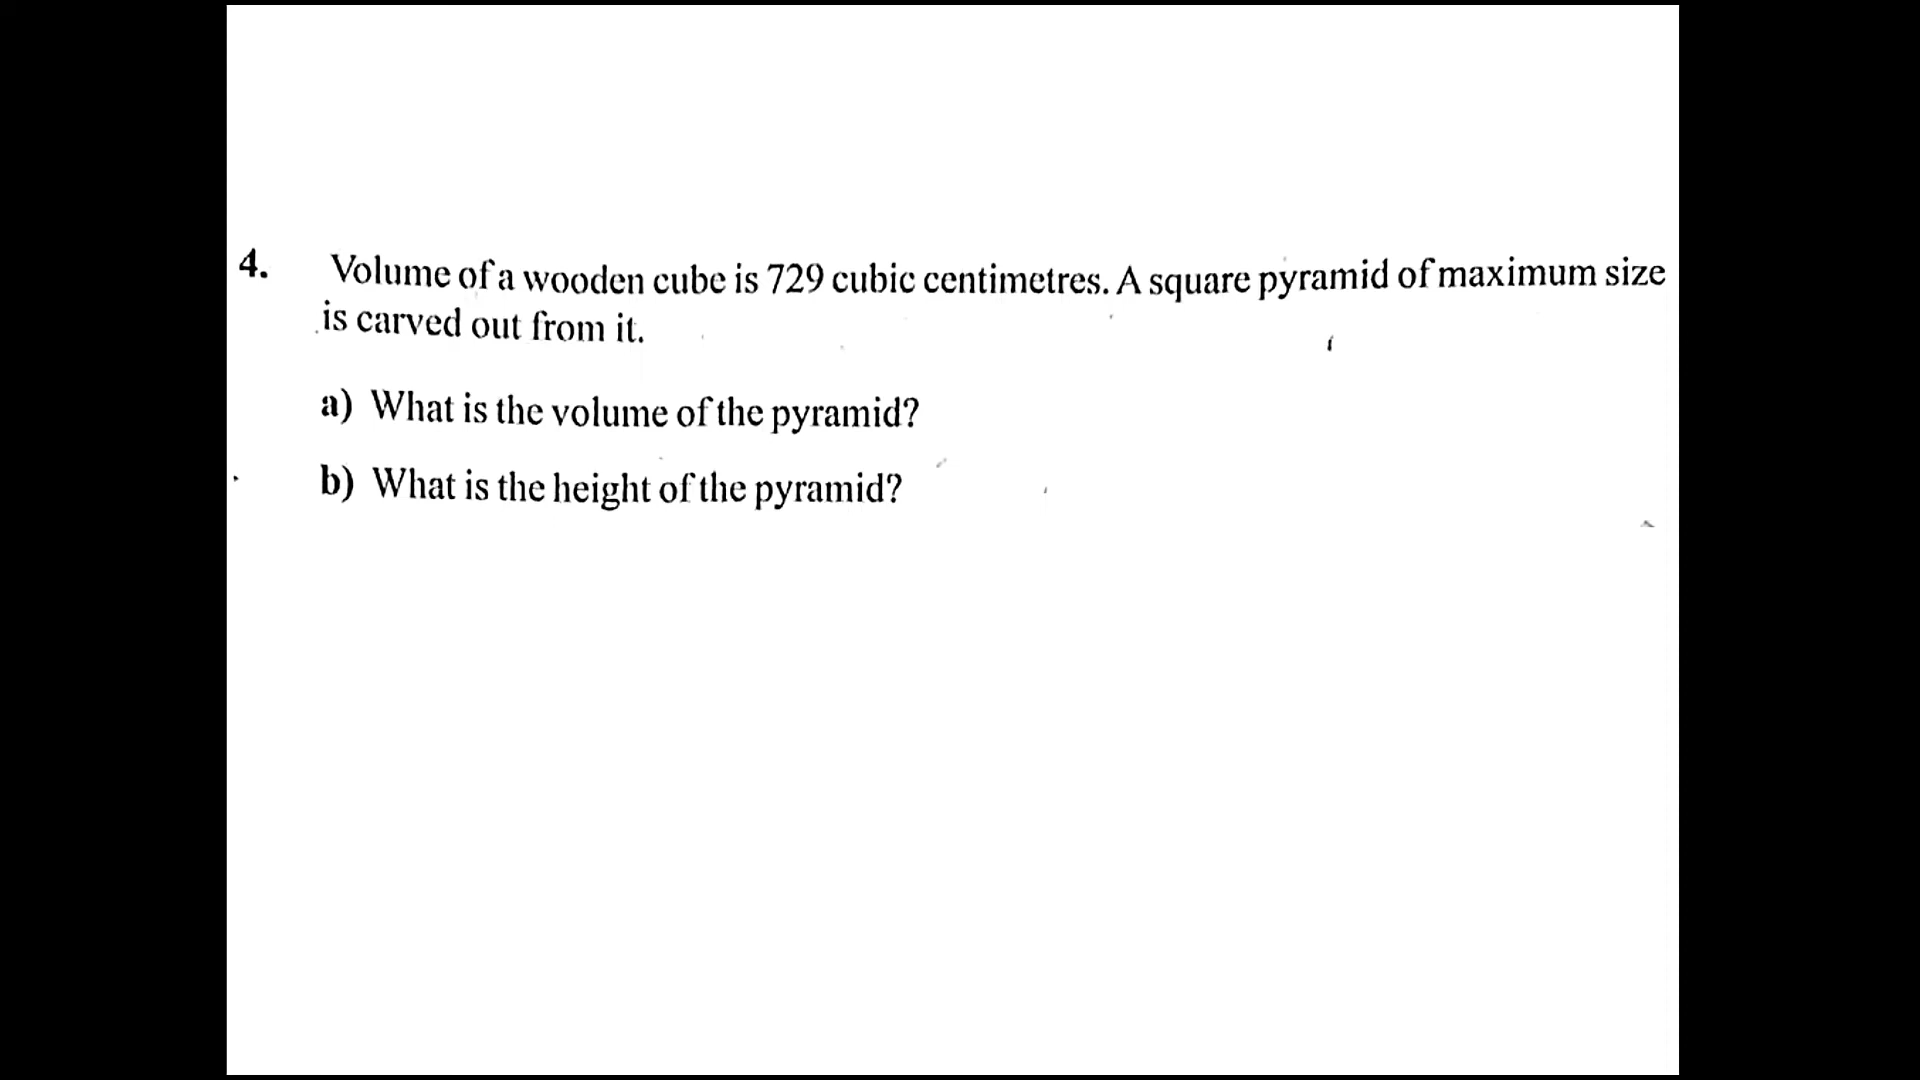 4. Volume of a wooden cube is 729 cubic centimetres. A square pyramid of maximum size
is carved out from it.
a) What is the volume of the pyramid?
b) What is the height of the pyramid?